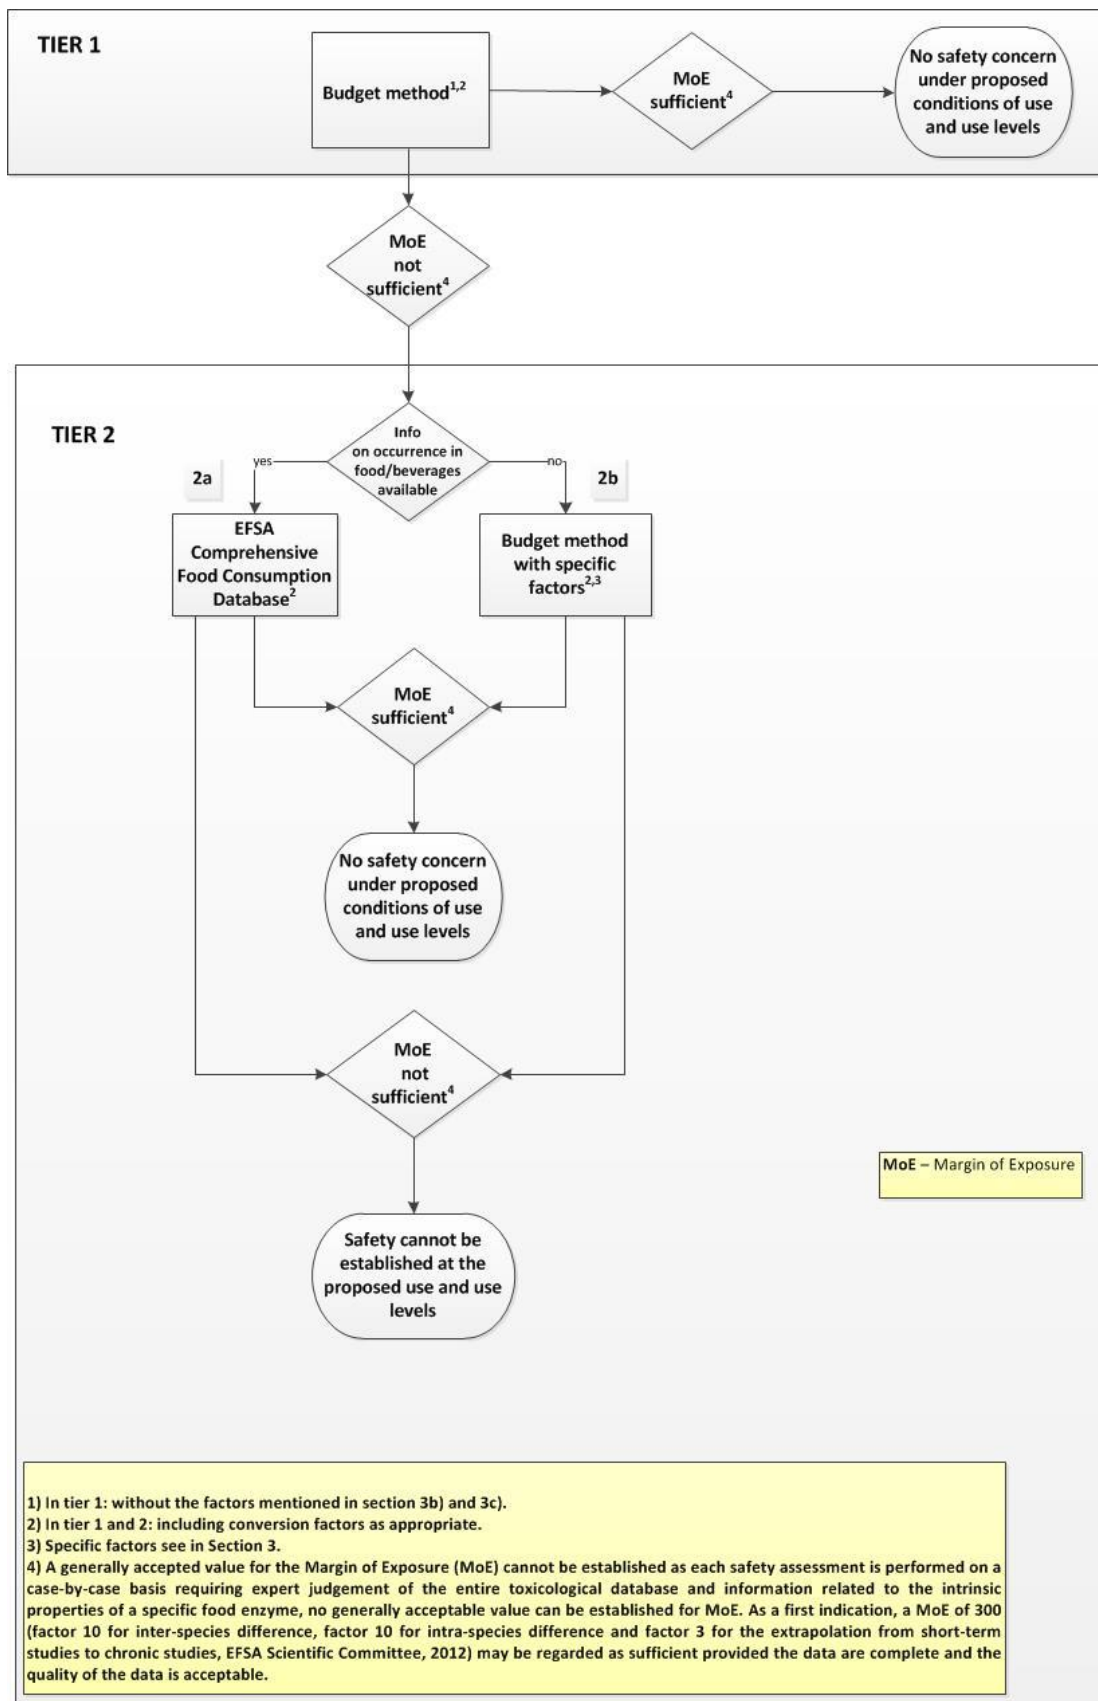 TIER 1
Budget method1,2
MoE
sufficient4
No safety concern
under proposed
conditions of use
and use levels
MoE
not
sufficient4
TIER 2
Info
on occurrence in
food/beverages
available
yes
no
2a
2b
EFSA
Comprehensive
Food Consumption
Database2
Budget method
with specific
factors2,3
MoE
sufficient4
No safety concern
under proposed
conditions of use
and use levels
MoE
not
sufficient4
MoE – Margin of Exposure
Safety cannot be
established at the
proposed use and use
levels
1) In tier 1: without the factors mentioned in section 3b) and 3c).
2) In tier 1 and 2: including conversion factors as appropriate.
3) Specific factors see in Section 3.
4) A generally accepted value for the Margin of Exposure (MoE) cannot be established as each safety assessment is performed on a
case-by-case basis requiring expert judgement of the entire toxicological database and information related to the intrinsic
properties of a specific food enzyme, no generally acceptable value can be established for MoE. As a first indication, a MoE of 300
(factor 10 for inter-species difference, factor 10 for intra-species difference and factor 3 for the extrapolation from short-term
studies to chronic studies, EFSA Scientific Committee, 2012) may be regarded as sufficient provided the data are complete and the
quality of the data is acceptable.